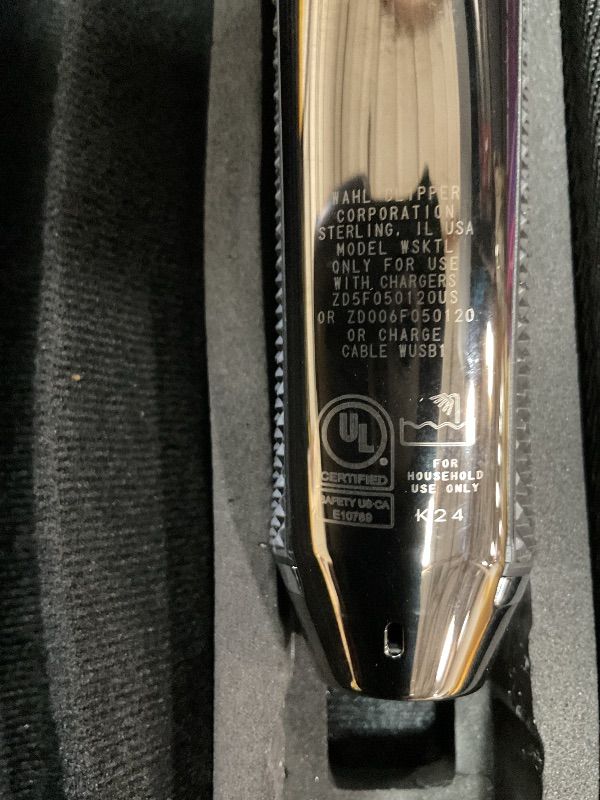 WAHL CLIPPER
CORPORATION
STERLING, IL USA
MODEL WSKTL
ONLY FOR USE
WITH CHARGERS
ZD5F050120US
OR ZD006F050120
OR CHARGE
CABLE WUSB1
UL
CERTIFIED
SAFETY US-CA
E10769
FOR
HOUSEHOLD
USE ONLY
K24